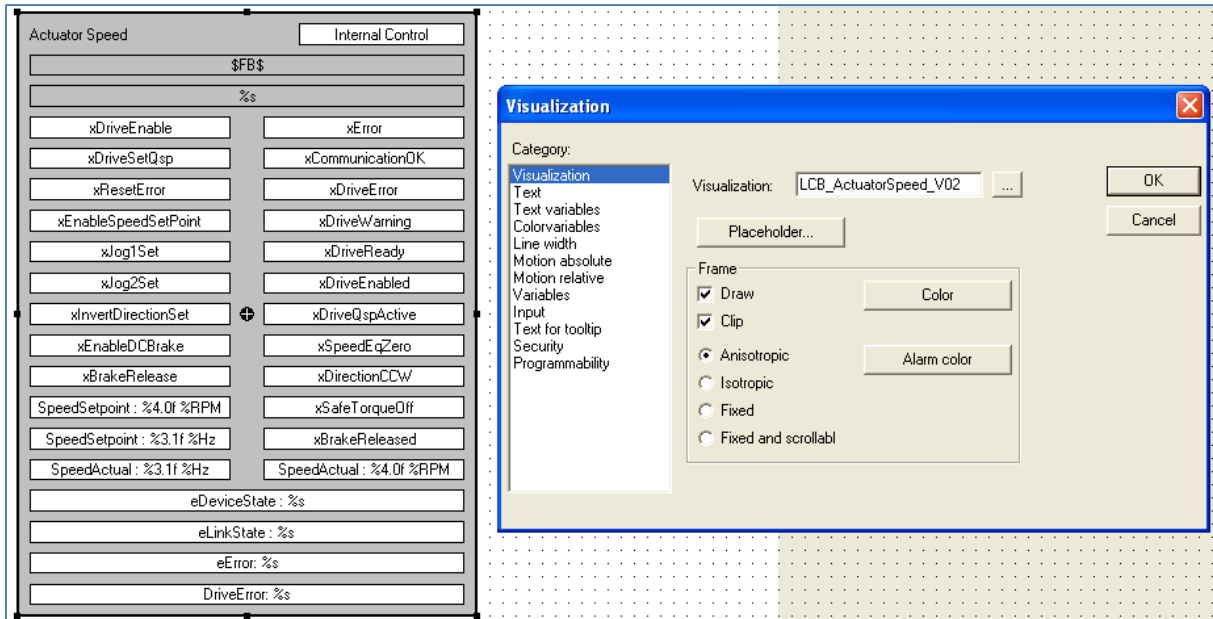 Actuator Speed
Internal Control
$FB$
%s
xDriveEnable
xError
xDriveSetQsp
xCommunicationOK
xResetError
xDriveError
xEnableSpeedSetPoint
xDriveWarning
xJog1Set
xDriveReady
xJog2Set
xDriveEnabled
xInvertDirectionSet
xDriveQspActive
xEnableDCBrake
xSpeedEqZero
xBrakeRelease
xDirectionCCW
SpeedSetpoint : %4.0f %RPM
xSafeTorqueOff
SpeedSetpoint : %3.1f %Hz
xBrakeReleased
SpeedActual : %3.1f %Hz
SpeedActual : %4.0f %RPM
eDeviceState : %s
eLinkState : %s
eError: %s
DriveError: %s
Visualization
Category:
Visualization
Text
Text variables
Colorvariables
Line width
Motion absolute
Motion relative
Variables
Input
Text for tooltip
Security
Programmability
Visualization:
LCB_ActuatorSpeed_V02
...
Placeholder...
Frame
Draw
Clip
Anisotropic
Isotropic
Fixed
Fixed and scrollabl
Color
Alarm color
OK
Cancel